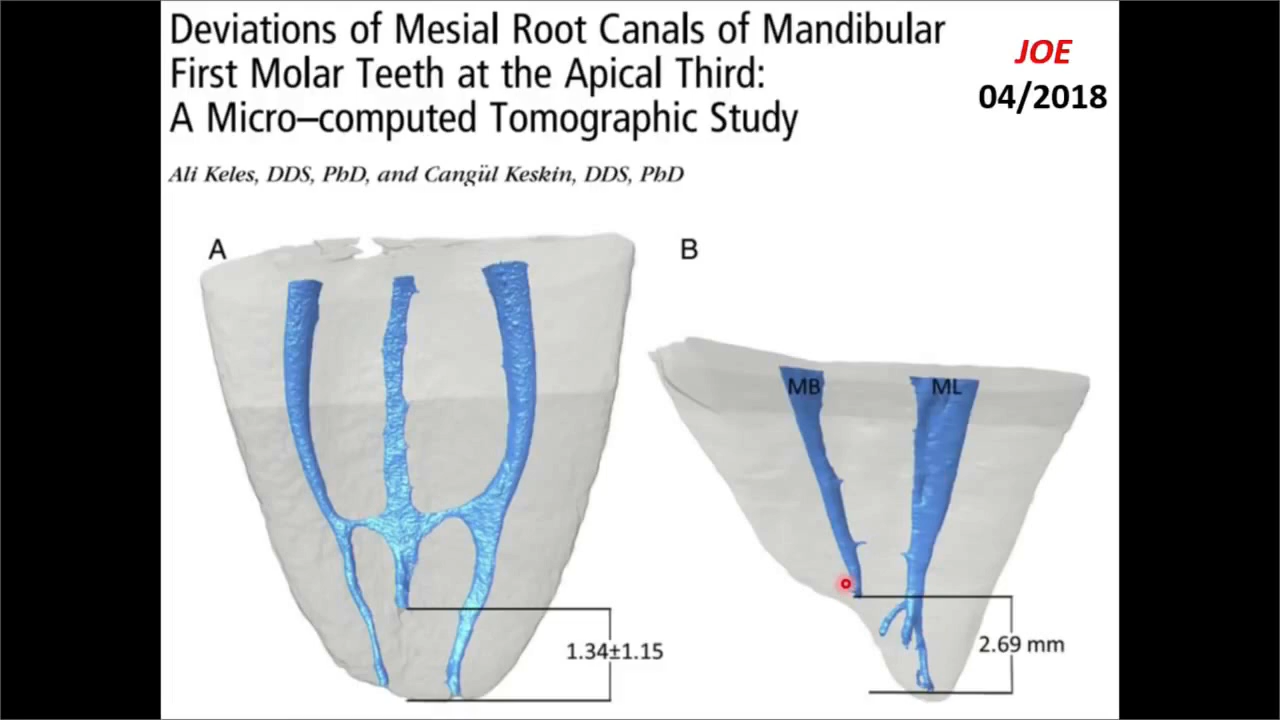 Deviations of Mesial Root Canals of Mandibular
First Molar Teeth at the Apical Third:
A Micro–computed Tomographic Study
JOE
04/2018
Ali Keles, DDS, PhD, and Cangül Keskin, DDS, PhD
A
B
MB
ML
1.34±1.15
2.69 mm